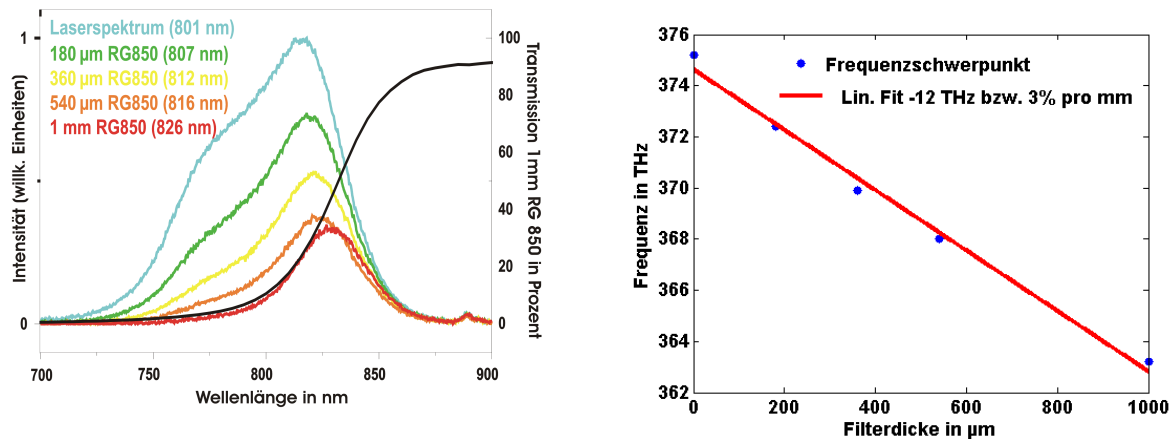 Laserspektrum (801 nm)
180 µm RG850 (807 nm)
360 µm RG850 (812 nm)
540 µm RG850 (816 nm)
1 mm RG850 (826 nm)
Intensität (willk. Einheiten)
1
0
100
80
60
40
20
0
Transmission 1mm RG 850 in Prozent
700
750
800
850
900
Wellenlänge in nm
376
374
372
370
368
366
364
362
Frequenz in THz
Frequenzschwerpunkt
Lin. Fit -12 THz bzw. 3% pro mm
0
200
400
600
800
1000
Filterdicke in µm